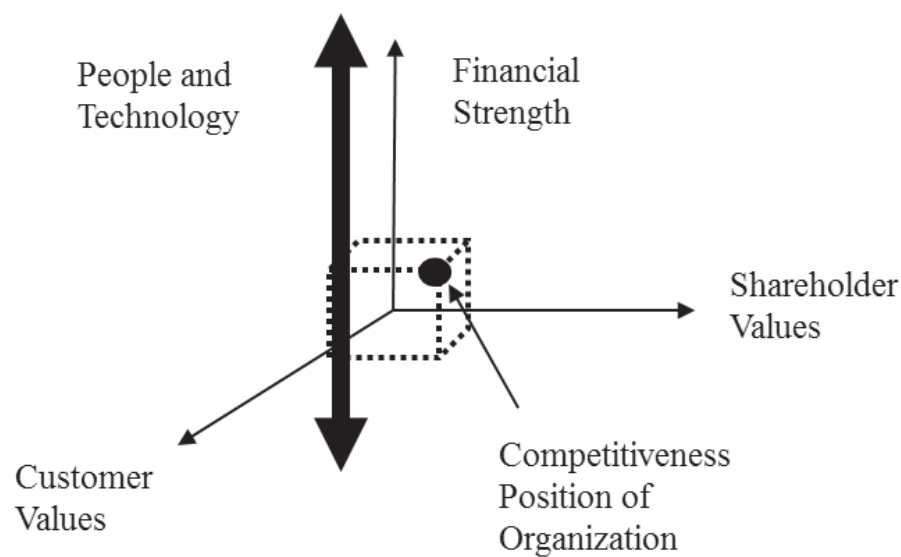 People and
Technology
Financial
Strength
Shareholder
Values
Customer
Values
Competitiveness
Position of
Organization